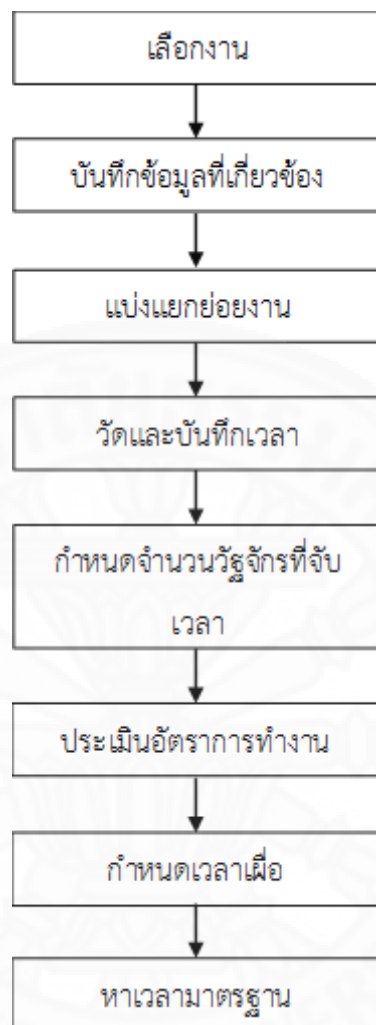 เลือกงาน
บันทึกข้อมูลที่เกี่ยวข้อง
แบ่งแยกย่อยงาน
วัดและบันทึกเวลา
กำหนดจำนวนวัฐจักรที่จับ
เวลา
ประเมินอัตราการทำงาน
กำหนดเวลาเผื่อ
หาเวลามาตรฐาน